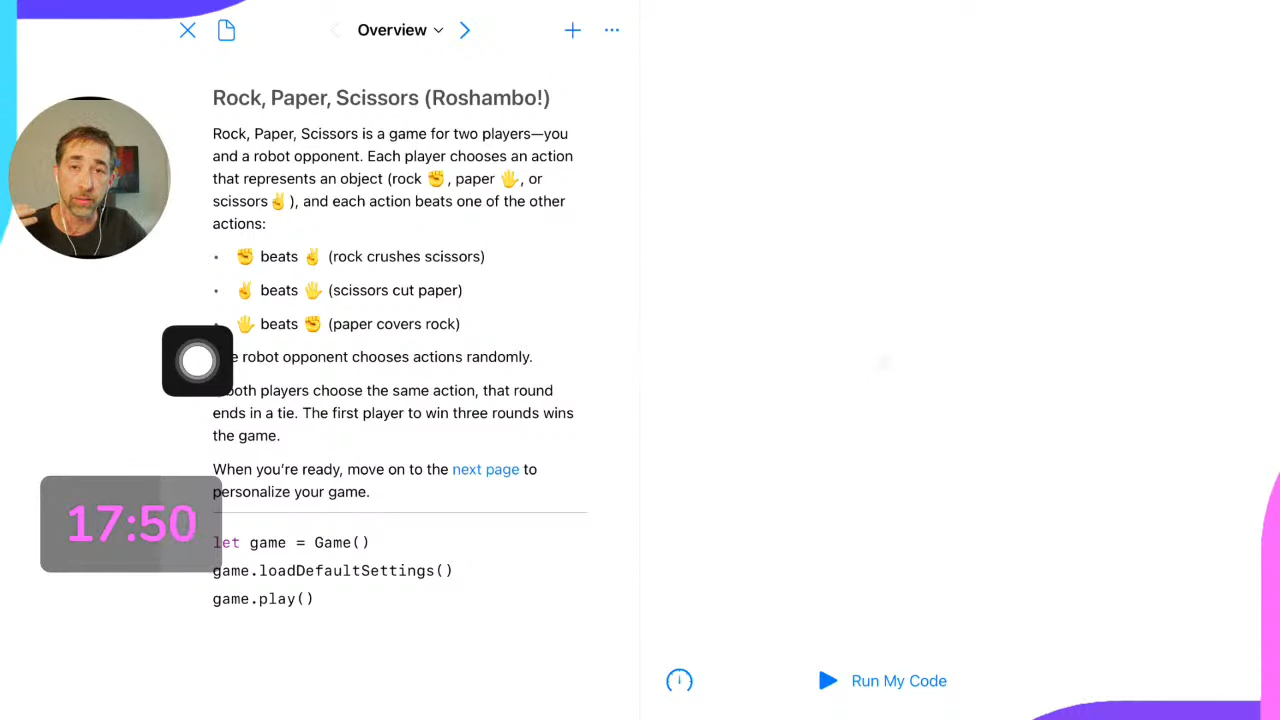 Overview
Rock, Paper, Scissors (Roshambo!)
Rock, Paper, Scissors is a game for two players—you
and a robot opponent. Each player chooses an action
that represents an object (rock ✊, paper 🖐, or
scissors✌️), and each action beats one of the other
actions:
• ✊ beats ✌️ (rock crushes scissors)
• ✌️ beats 🖐 (scissors cut paper)
• 🖐 beats ✊ (paper covers rock)
robot opponent chooses actions randomly.
both players choose the same action, that round
ends in a tie. The first player to win three rounds wins
the game.
When you're ready, move on to the next page to
personalize your game.
17:50
let game = Game()
game.loadDefaultSettings()
game.play()
Run My Code